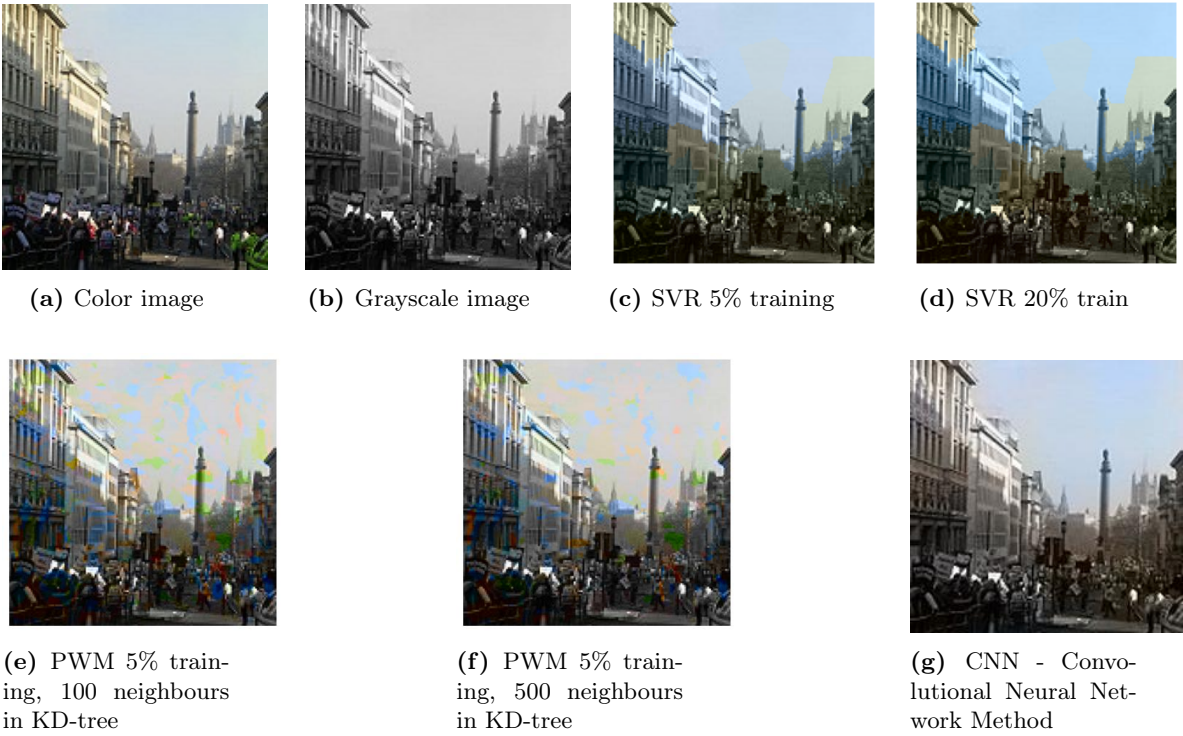 (a) Color image
(b) Grayscale image
(c) SVR 5% training
(d) SVR 20% train
(e) PWM 5% train-
ing, 100 neighbours
in KD-tree
(f) PWM 5% train-
ing, 500 neighbours
in KD-tree
(g) CNN - Convo-
lutional Neural Net-
work Method